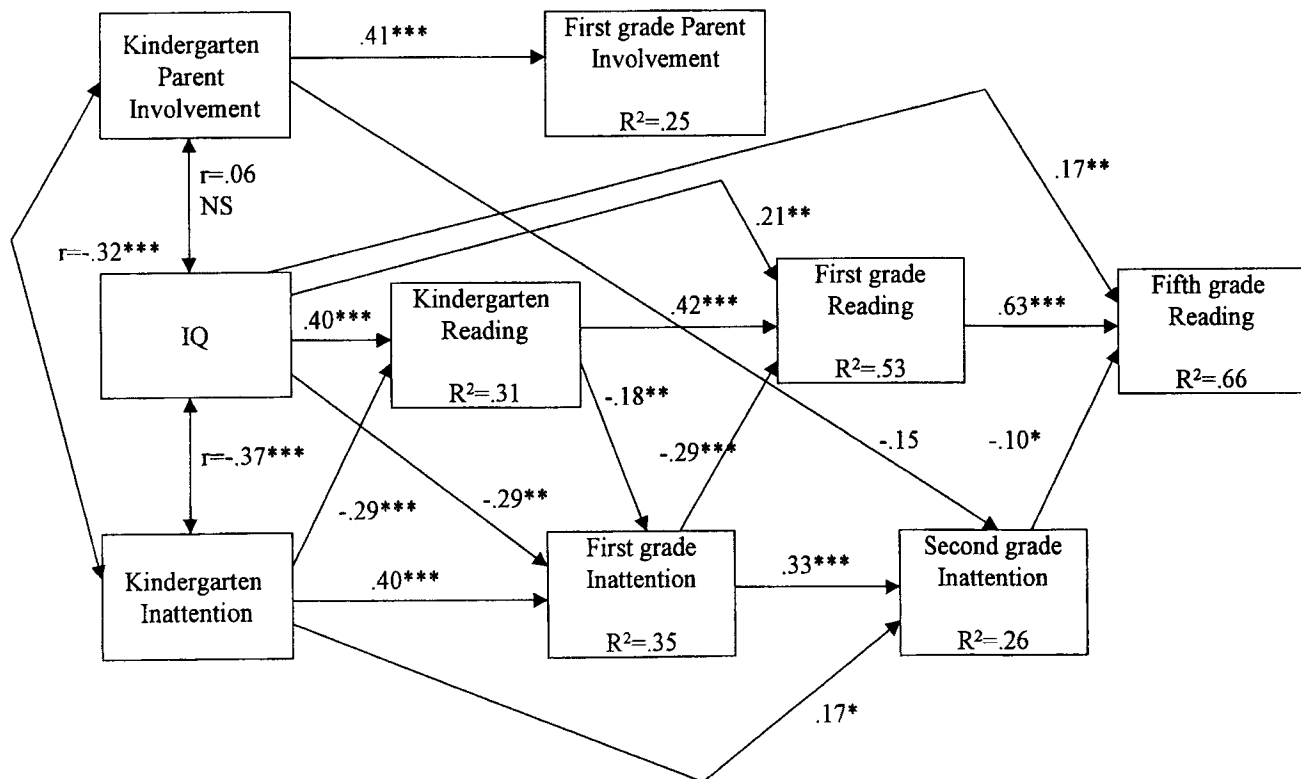 Kindergarten
Parent
Involvement
.41***
First grade Parent
Involvement
R²=.25
r=.06
NS
r=-.32***
.17**
.21**
IQ
.40***
Kindergarten
Reading
R²=.31
.42***
First grade
Reading
R²=.53
.63***
Fifth grade
Reading
R²=.66
r=-.37***
-.18**
-.29***
-.15
-.10*
-.29***
-.29**
Kindergarten
Inattention
.40***
First grade
Inattention
R²=.35
.33***
Second grade
Inattention
R²=.26
.17*